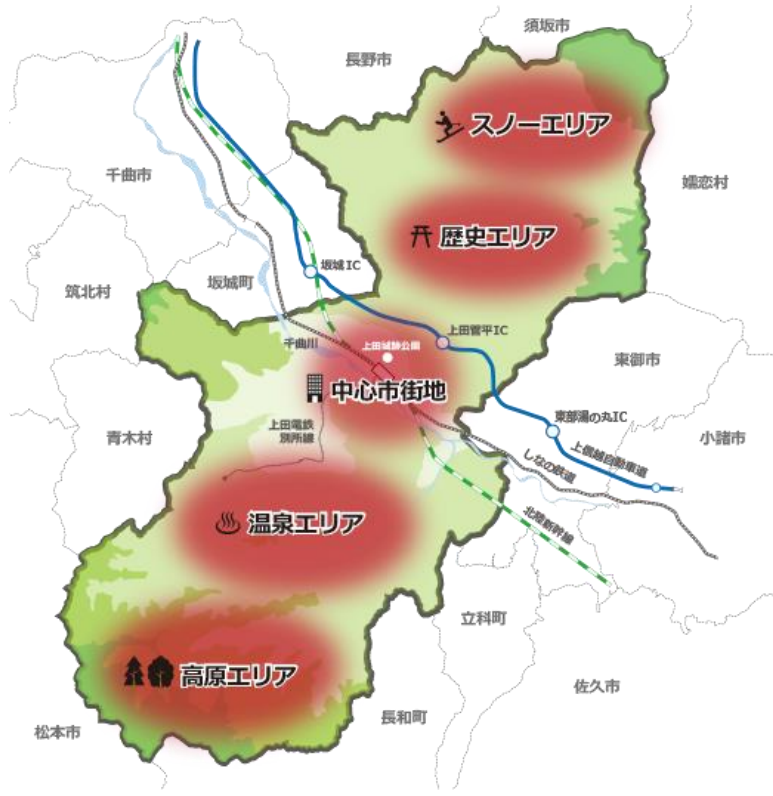 須坂市
長野市
スノーエリア
千曲市
嬬恋村
歴史エリア
坂城IC
坂城町
筑北村
上田菅平IC
千曲川
上田城跡公園
東御市
中心市街地
東部湯の丸IC
上田電鉄
別所線
青木村
小諸市
上信越自動車道
しなの鉄道
温泉エリア
北陸新幹線
立科町
高原エリア
佐久市
長和町
松本市